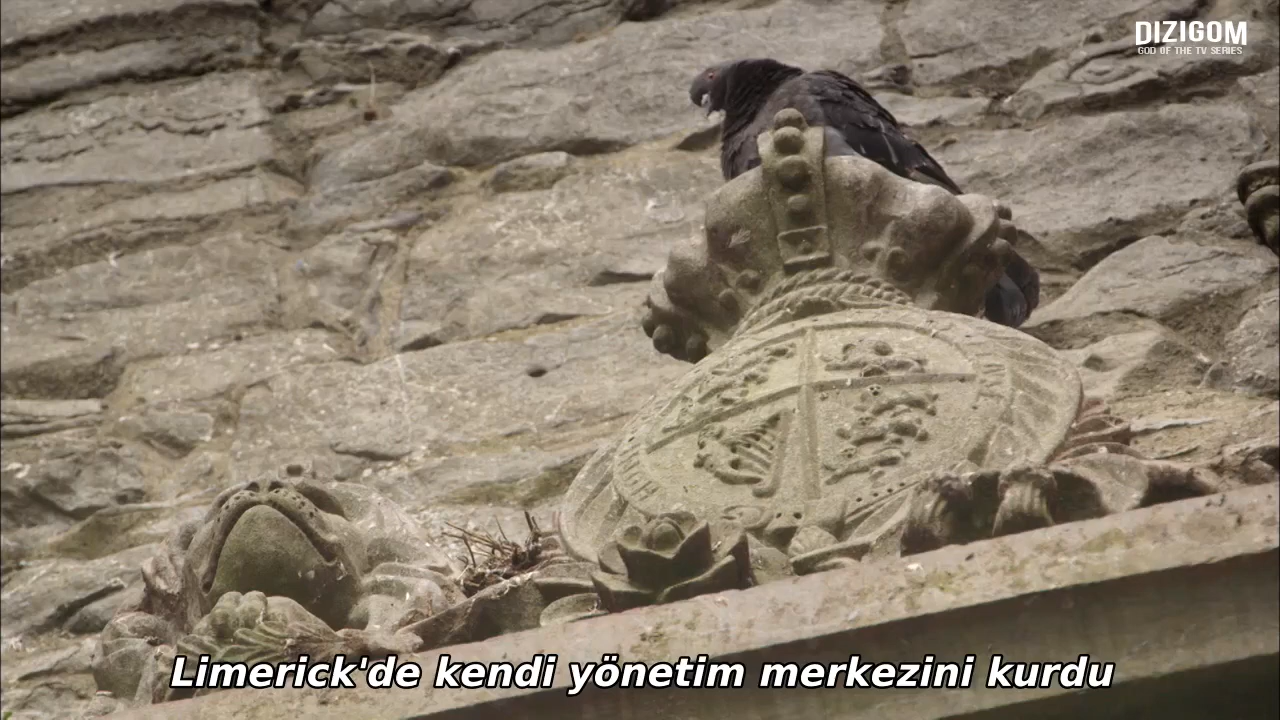 DIZIGOM
GOD OF THE TV SERIES
Limerick'de kendi yönetim merkezini kurdu